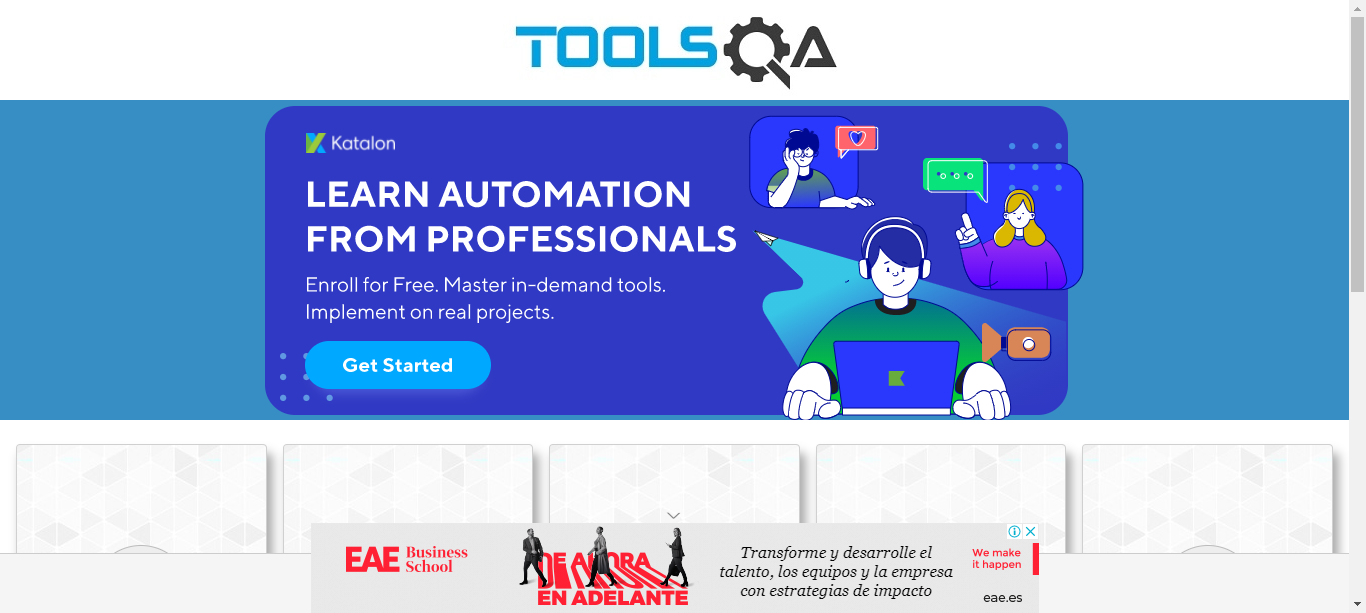 TOOLSQA
Katalon
LEARN AUTOMATION
FROM PROFESSIONALS
Enroll for Free. Master in-demand tools.
Implement on real projects.
Get Started
EAE Business
School
DE AHORA
EN ADELANTE
Transforme y desarrolle el
talento, los equipos y la empresa
con estrategias de impacto
We make
it happen
eae.es